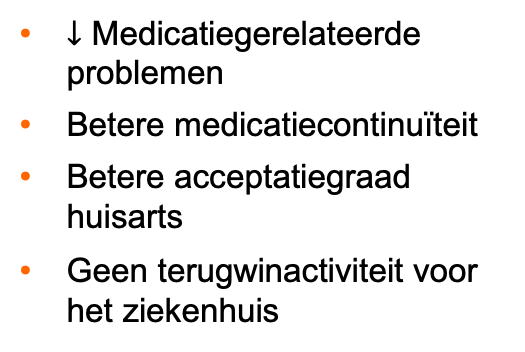 • ↓ Medicatiegerelateerde
problemen
• Betere medicatiecontinuïteit
• Betere acceptatiegraad
huisarts
• Geen terugwinactiviteit voor
het ziekenhuis